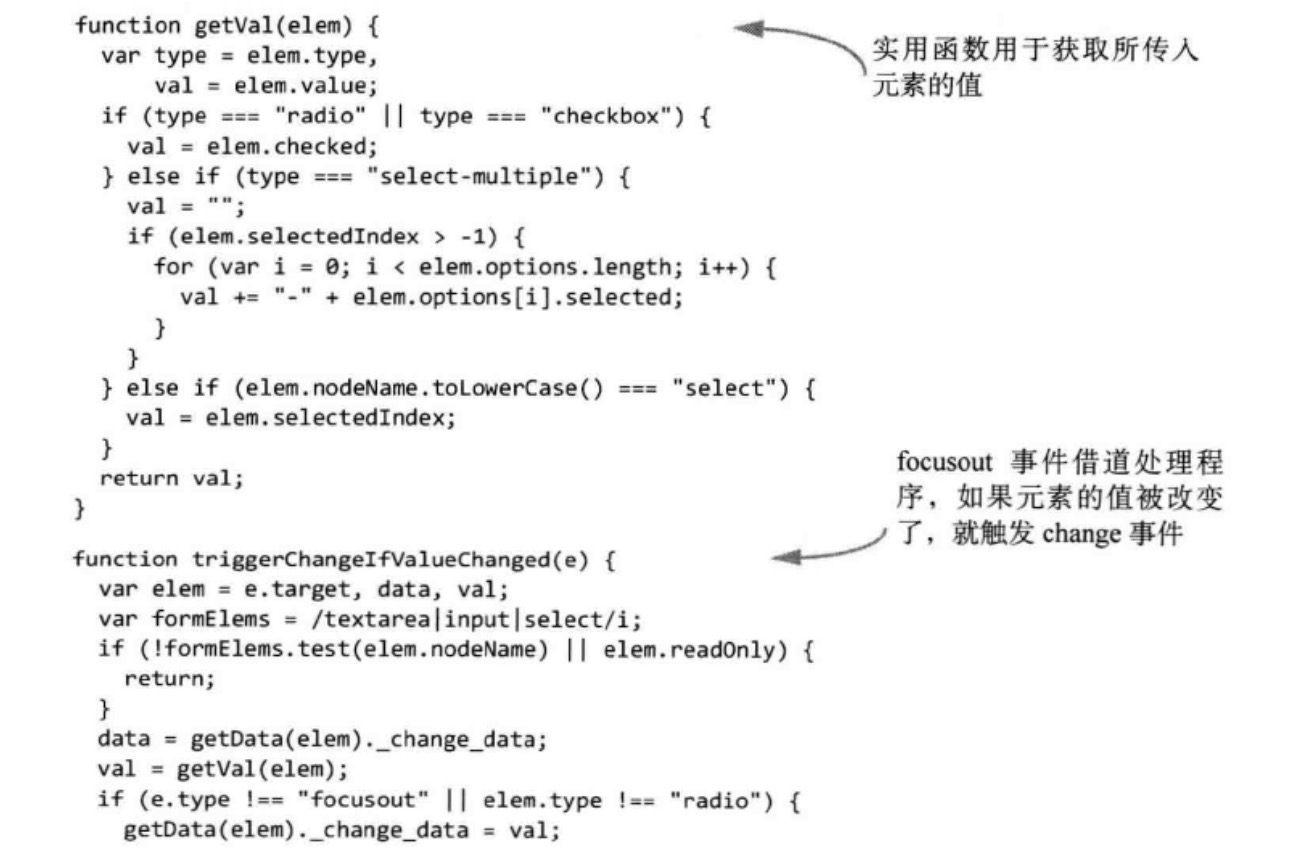 function getVal(elem) {
  var type = elem.type,
      val = elem.value;
  if (type === "radio" || type === "checkbox") {
    val = elem.checked;
  } else if (type === "select-multiple") {
    val = "";
    if (elem.selectedIndex > -1) {
      for (var i = 0; i < elem.options.length; i++) {
        val += "-" + elem.options[i].selected;
      }
    }
  } else if (elem.nodeName.toLowerCase() === "select") {
    val = elem.selectedIndex;
  }
  return val;
}
实用函数用于获取所传入
元素的值
function triggerChangeIfValueChanged(e) {
  var elem = e.target, data, val;
  var formElems = /textarea|input|select/i;
  if (!formElems.test(elem.nodeName) || elem.readOnly) {
    return;
  }
  data = getData(elem)._change_data;
  val = getVal(elem);
  if (e.type !== "focusout" || elem.type !== "radio") {
    getData(elem)._change_data = val;
focusout 事件借道处理程
序，如果元素的值被改变
了，就触发 change 事件